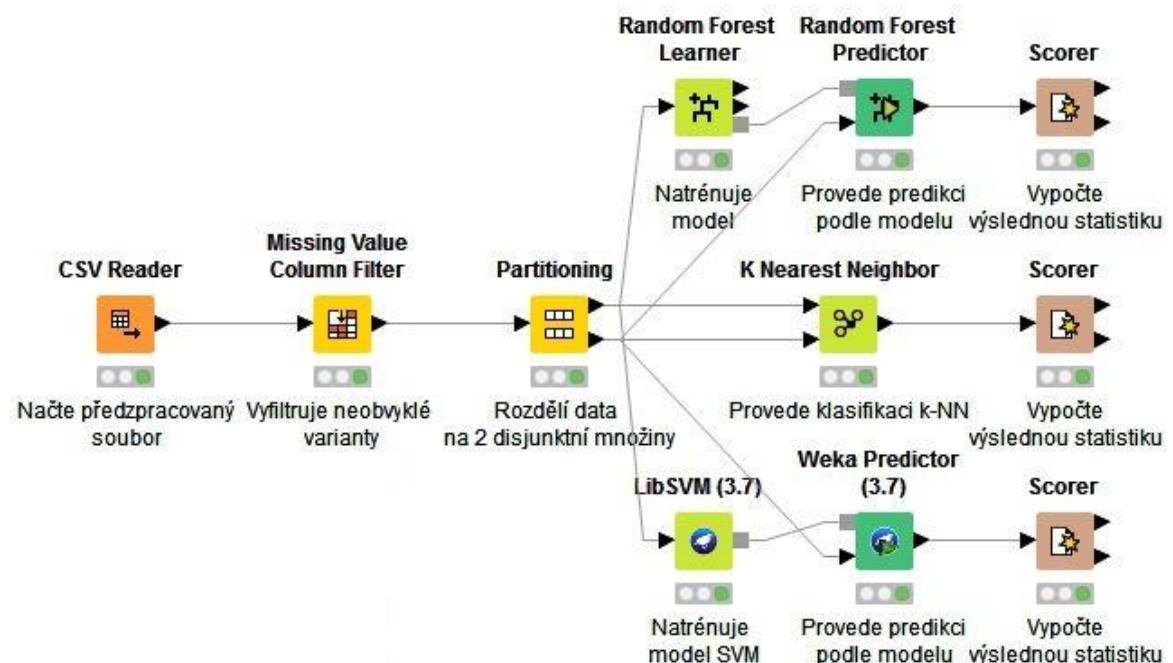 Random Forest
Learner
Random Forest
Predictor
Scorer
Natrénuje
model
Provede predikci
podle modelu
Vypočte
výslednou statistiku
CSV Reader
Missing Value
Column Filter
Partitioning
K Nearest Neighbor
Scorer
Načte předzpracovaný
soubor
Vyfiltruje neobvyklé
varianty
Rozdělí data
na 2 disjunktní množiny
Provede klasifikaci k-NN
Vypočte
výslednou statistiku
LibSVM (3.7)
Weka Predictor
(3.7)
Scorer
Natrénuje
model SVM
Provede predikci
podle modelu
Vypočte
výslednou statistiku